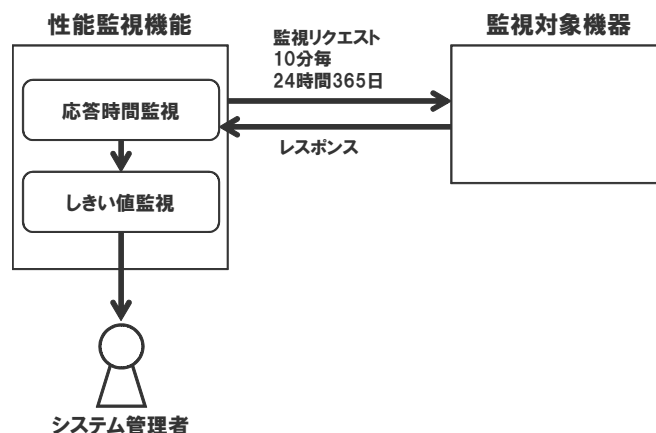 性能監視機能
監視対象機器
監視リクエスト
10分毎
24時間365日
応答時間監視
レスポンス
しきい値監視
システム管理者